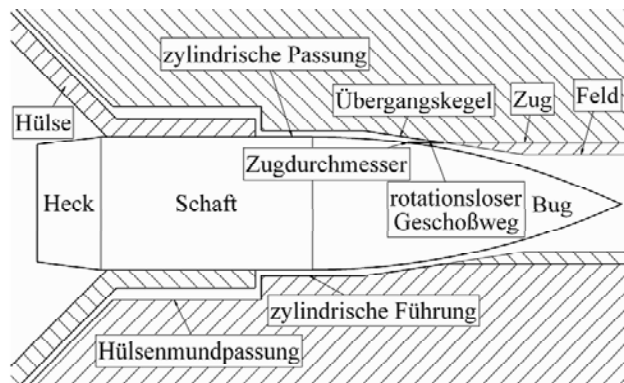 zylindrische Passung
Übergangskegel
Zug
Feld
Hülse
Zugdurchmesser
Heck
Schaft
rotationsloser
Geschoßweg
Bug
zylindrische Führung
Hülsenmundpassung